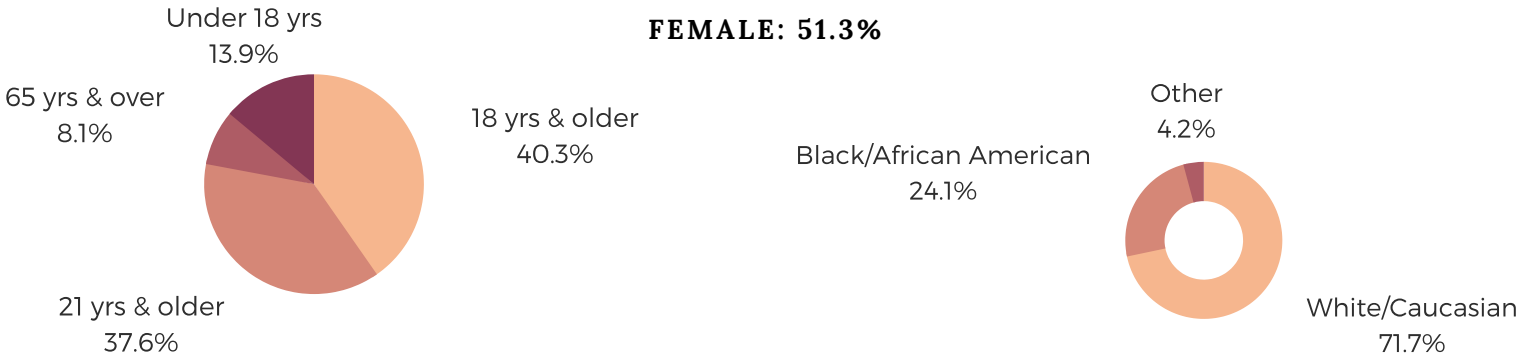 Under 18 yrs
13.9%
FEMALE: 51.3%
65 yrs & over
8.1%
18 yrs & older
40.3%
21 yrs & older
37.6%
Other
4.2%
Black/African American
24.1%
White/Caucasian
71.7%